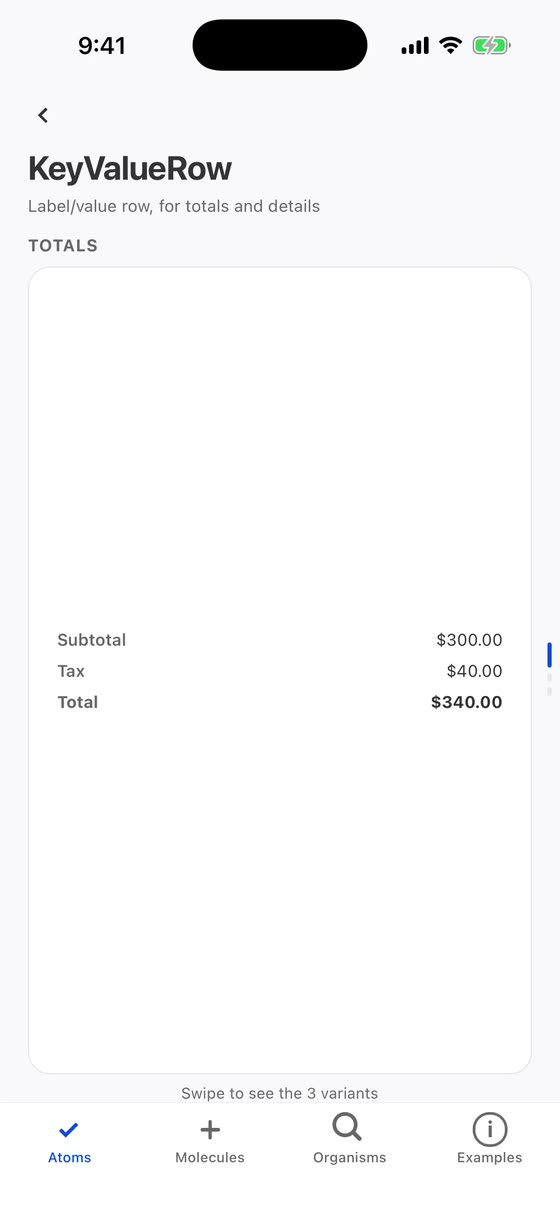 9:41
KeyValueRow
Label/value row, for totals and details
TOTALS
Subtotal $300.00
Tax $40.00
Total $340.00
Swipe to see the 3 variants
Atoms Molecules Organisms Examples